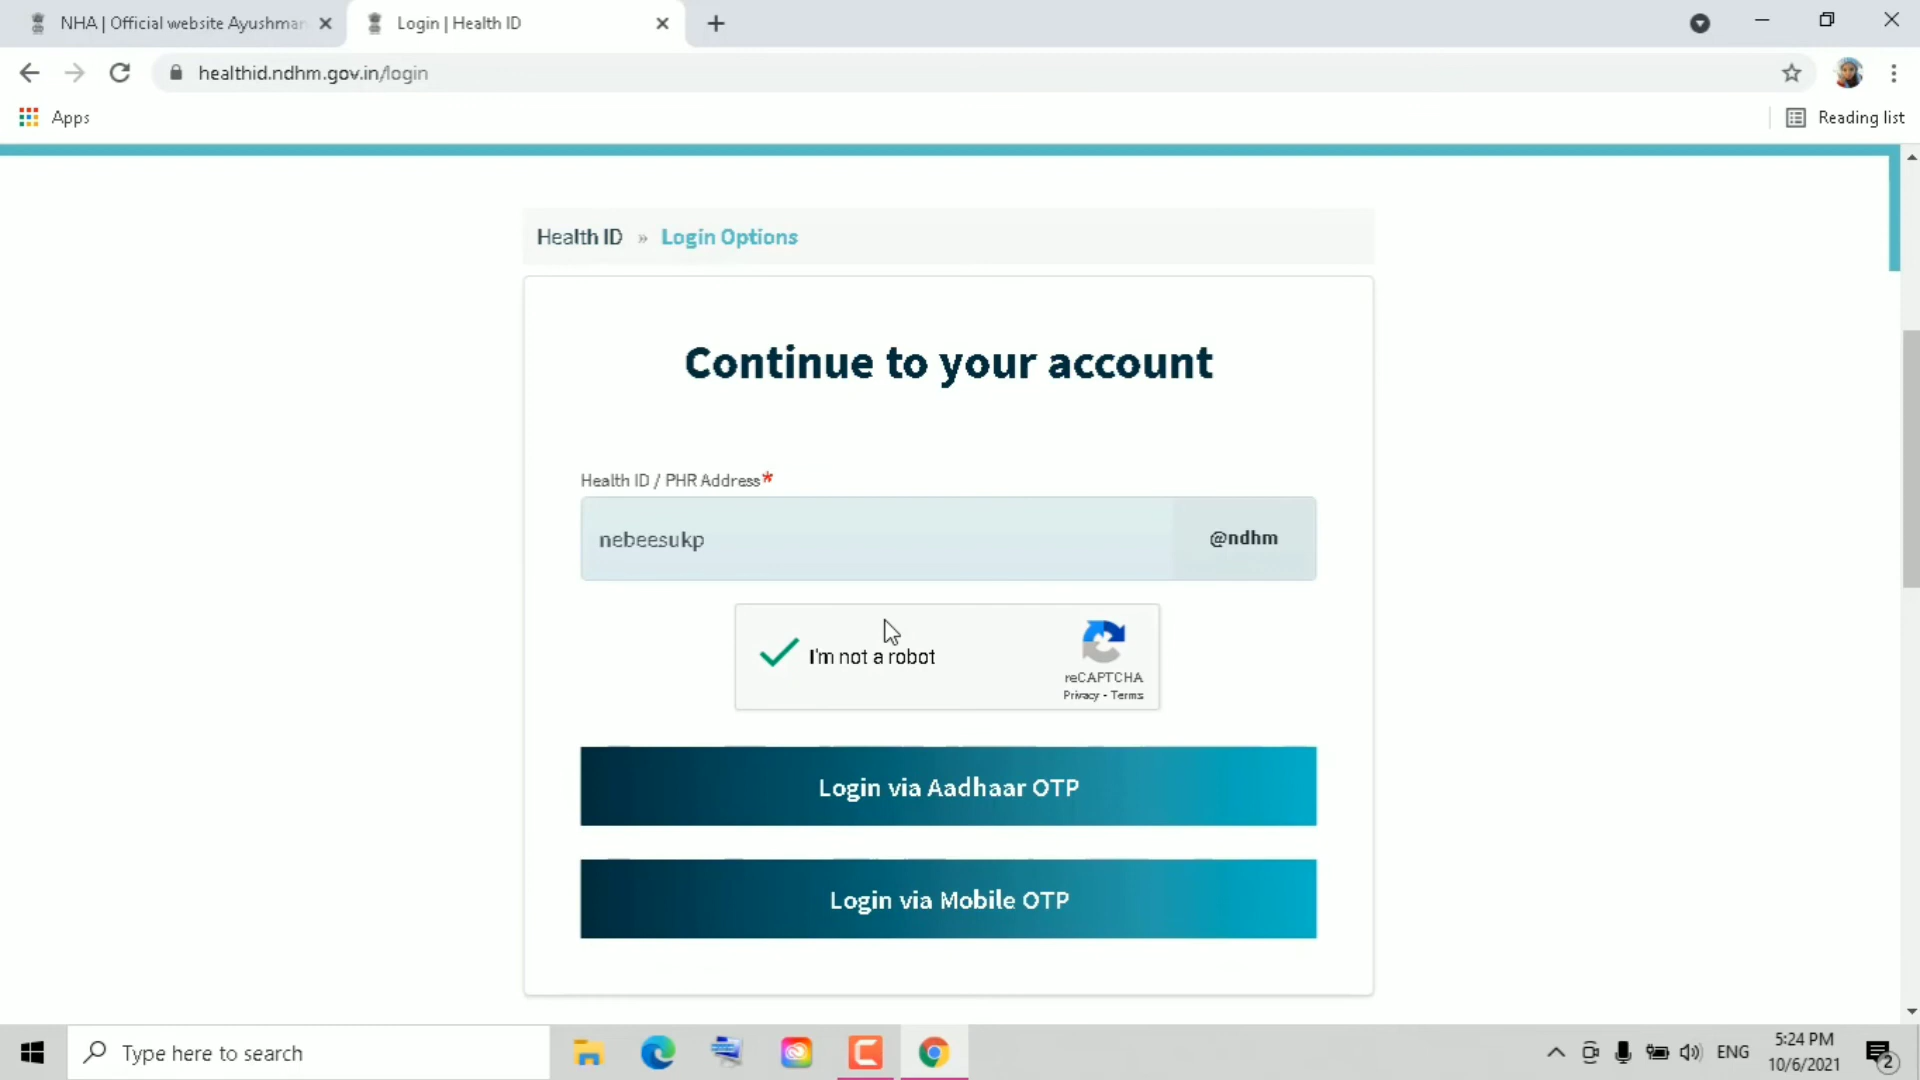 NHA | Official website Ayushman
Login | Health ID
healthid.ndhm.gov.in/login
Apps
Reading list
Health ID » Login Options
Continue to your account
Health ID / PHR Address*
nebeesukp
@ndhm
I'm not a robot
reCAPTCHA
Privacy - Terms
Login via Aadhaar OTP
Login via Mobile OTP
Type here to search
ENG
5:24 PM
10/6/2021
2